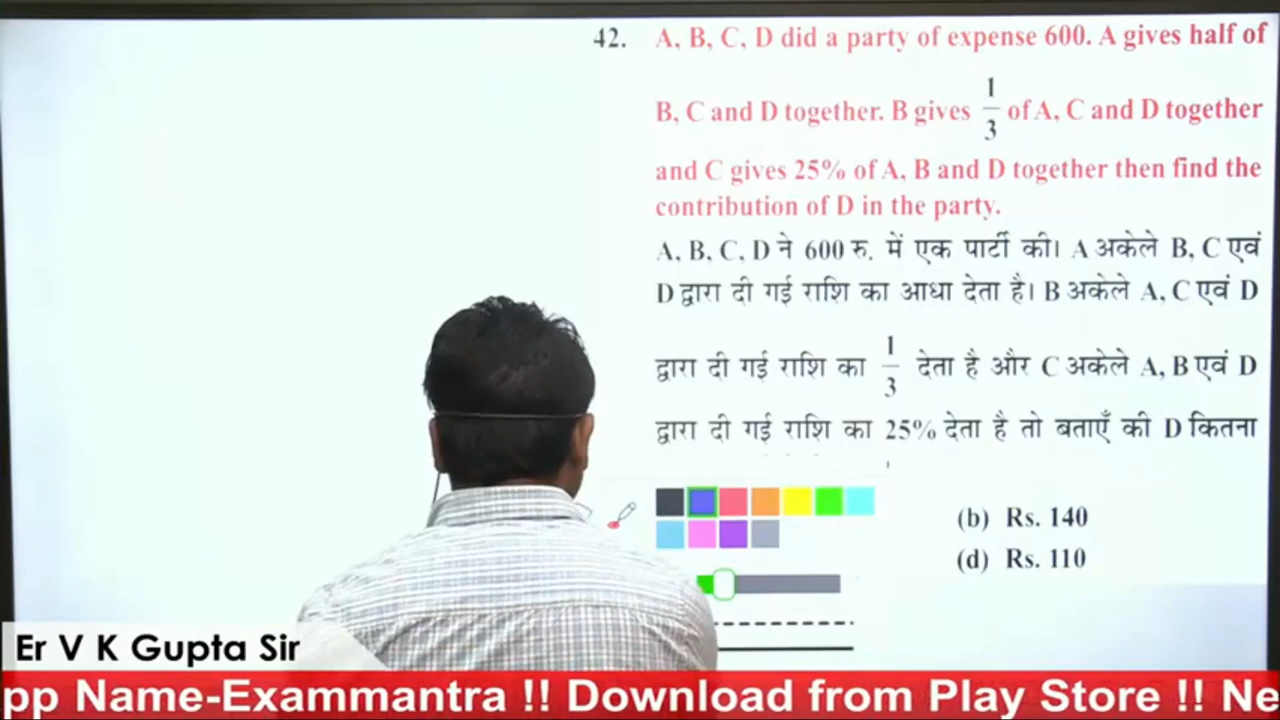 42. A, B, C, D did a party of expense 600. A gives half of
B, C and D together. B gives 1/3 of A, C and D together
and C gives 25% of A, B and D together then find the
contribution of D in the party.
A, B, C, D ने 600 रु. में एक पार्टी की। A अकेले B, C एवं
D द्वारा दी गई राशि का आधा देता है। B अकेले A, C एवं D
द्वारा दी गई राशि का 1/3 देता है और C अकेले A, B एवं D
द्वारा दी गई राशि का 25% देता है तो बताएँ की D कितना
(b) Rs. 140
(d) Rs. 110
Er V K Gupta Sir
pp Name-Exammantra !! Download from Play Store !! Ne